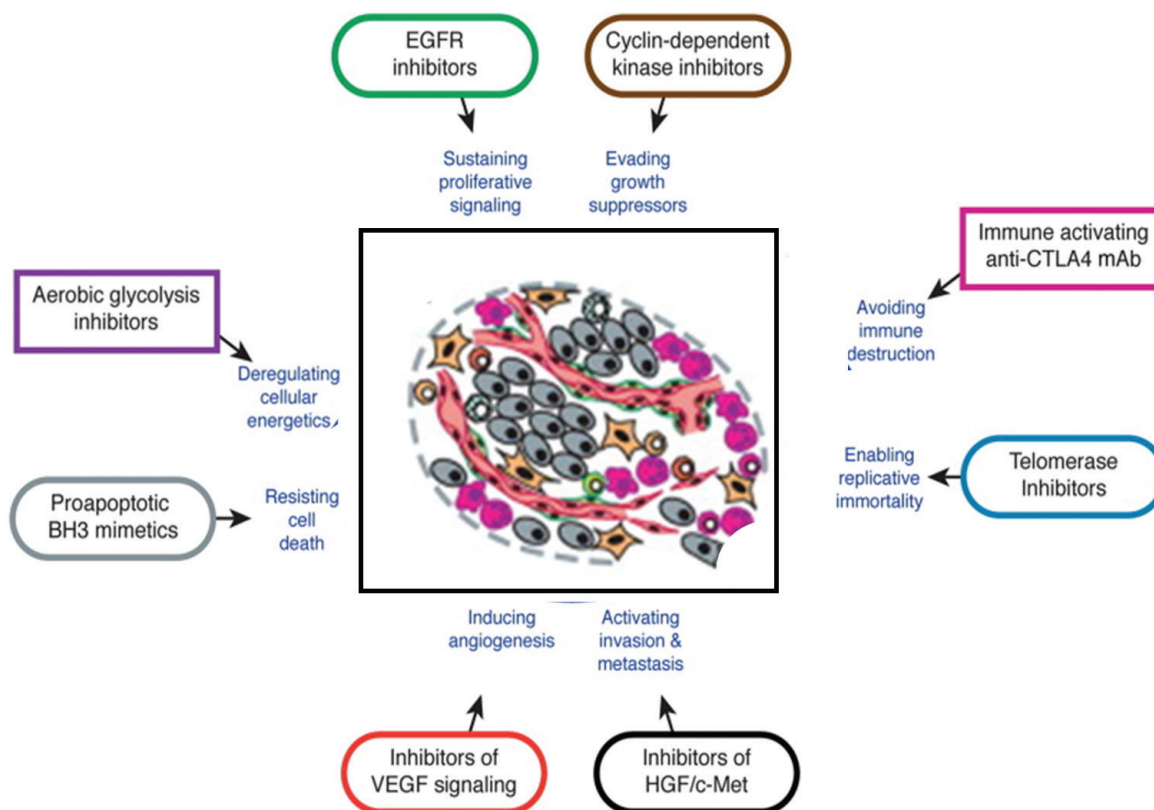 EGFR
inhibitors
Cyclin-dependent
kinase inhibitors
Sustaining
proliferative
signaling
Evading
growth
suppressors
Immune activating
anti-CTLA4 mAb
Aerobic glycolysis
inhibitors
Avoiding
immune
destruction
Deregulating
cellular
energetics
Enabling
replicative
immortality
Telomerase
Inhibitors
Proapoptotic
BH3 mimetics
Resisting
cell
death
Inducing
angiogenesis
Activating
invasion &
metastasis
Inhibitors of
VEGF signaling
Inhibitors of
HGF/c-Met